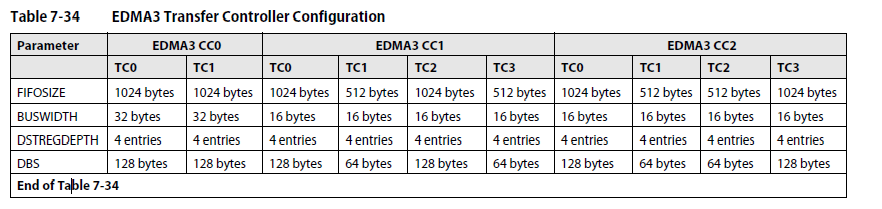 Table 7-34 EDMA3 Transfer Controller Configuration
Parameter EDMA3 CC0 EDMA3 CC1 EDMA3 CC2
TC0 TC1 TC0 TC1 TC2 TC3 TC0 TC1 TC2 TC3
FIFOSIZE 1024 bytes 1024 bytes 1024 bytes 512 bytes 1024 bytes 512 bytes 1024 bytes 512 bytes 512 bytes 1024 bytes
BUSWIDTH 32 bytes 32 bytes 16 bytes 16 bytes 16 bytes 16 bytes 16 bytes 16 bytes 16 bytes 16 bytes
DSTREGDEPTH 4 entries 4 entries 4 entries 4 entries 4 entries 4 entries 4 entries 4 entries 4 entries 4 entries
DBS 128 bytes 128 bytes 128 bytes 64 bytes 128 bytes 64 bytes 128 bytes 64 bytes 64 bytes 128 bytes
End of Table 7-34